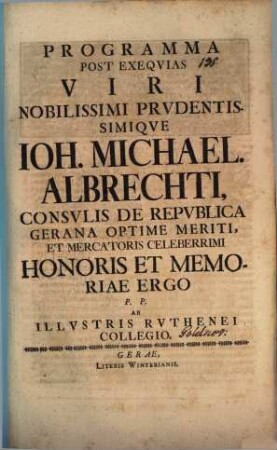 PROGRAMMA
POST EXEQVIAS
VIRI
NOBILISSIMI PRVDENTIS-
SIMIQVE
IOH. MICHAEL.
ALBRECHTI,
CONSVLIS DE REPVBLICA
GERANA OPTIME MERITI,
ET MERCATORIS CELEBERRIMI
HONORIS ET MEMO-
RIAE ERGO
P. P.
AB
ILLVSTRIS RVTHENEI
COLLEGIO.
GERAE,
LITERIS WINTERIANIS.